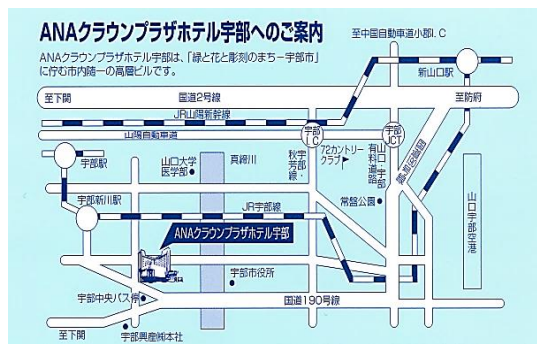 ANAクラウンプラザホテル宇部へのご案内
ANAクラウンプラザホテル宇部は、「緑と花と彫刻のまち－宇部市」
に佇む市内随一の高層ビルです。
至中国自動車道小郡I.C
新山口駅
至下関
国道2号線
至防府
JR山陽新幹線
山陽自動車道
宇部I.C
宇部JCT
宇部駅
山口大学
医学部
真締川
秋芳線・
宇部
72カントリー
クラブ
山口・宇部
有料道路
常盤公園
宇部新川駅
JR宇部線
山口宇部空港
ANAクラウンプラザホテル宇部
宇部市役所
宇部中央バス停
国道190号線
至下関
宇部興産㈱本社